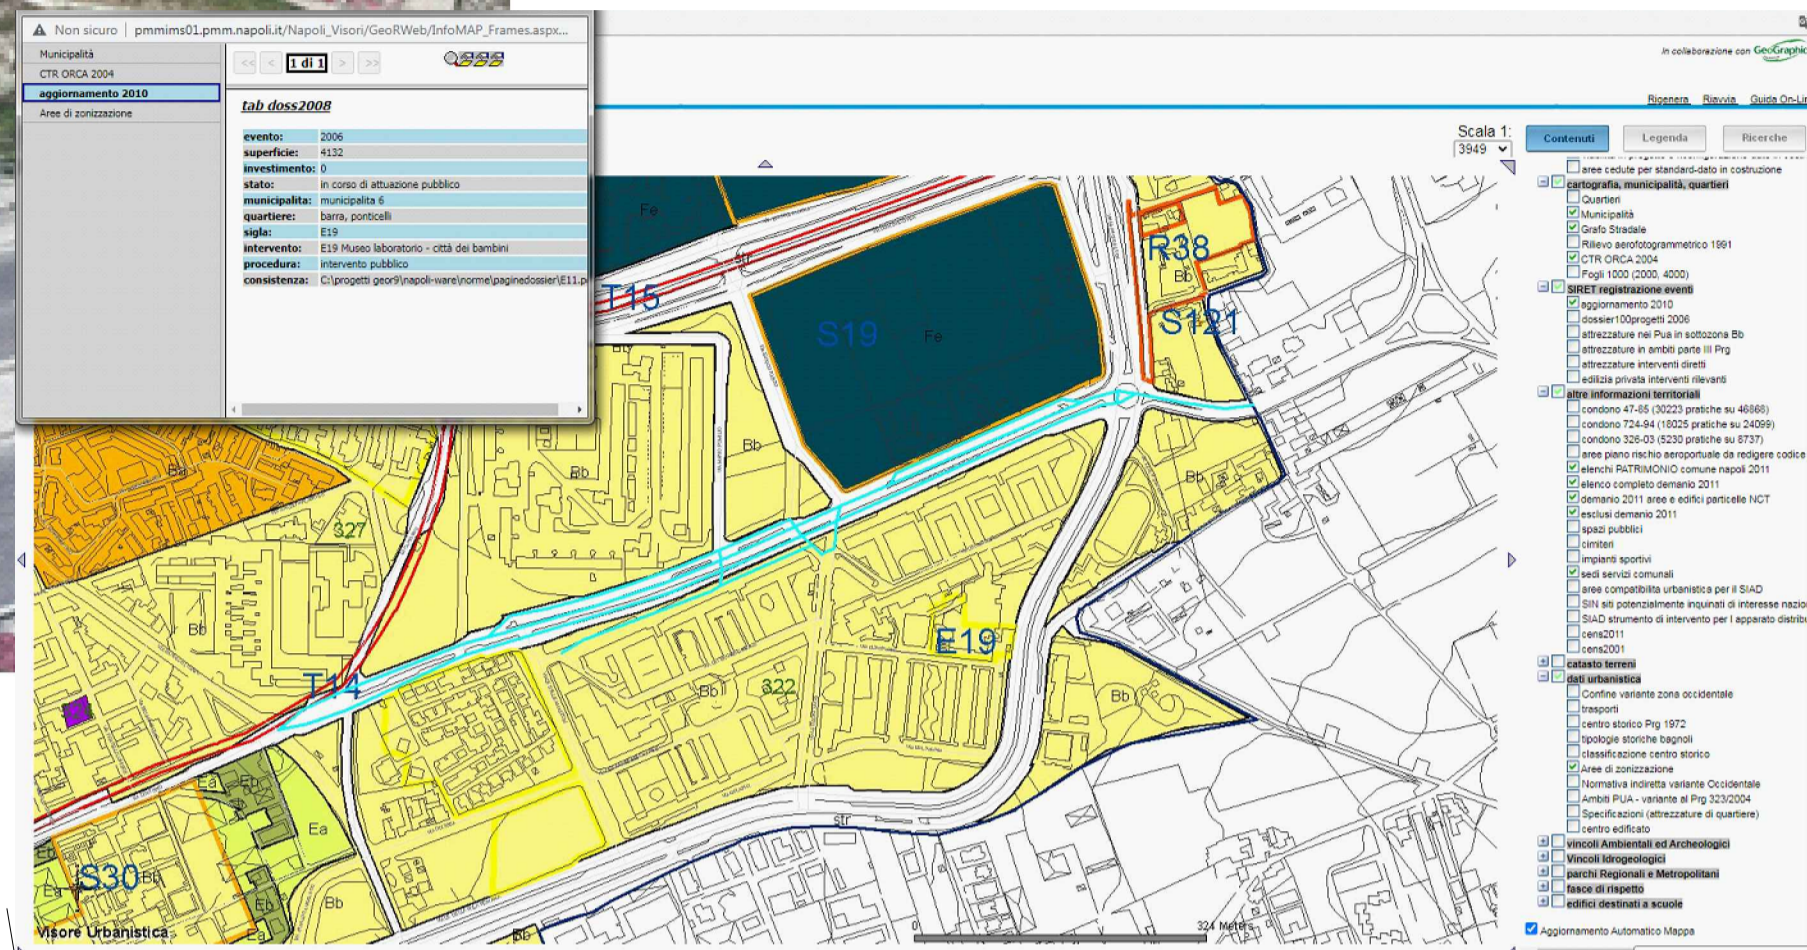 Non sicuro | pmmims01.pmm.napoli.it/Napoli_Visori/GeoRWeb/InfoMAP_Frames.aspx...
Municipalità
CTR ORCA 2004
aggiornamento 2010
Aree di zonizzazione
<< < 1 di 1 > >>
tab doss2008
evento: 2006
superficie: 4132
investimento: 0
stato: in corso di attuazione pubblico
municipalita: municipalita 6
quartiere: barra, ponticelli
sigla: E19
intervento: E19 Museo laboratorio - città dei bambini
procedura: intervento pubblico
consistenza: C:\progetti geor9\napoli-ware\norme\paginedossier\E11.p
In collaborazione con GeoGraphic
Rigenera Riavvia Guida On-Lin
Scala 1:
3949
Contenuti Legenda Ricerche
aree cedute per standard-dato in costruzione
cartografia, municipalità, quartieri
Quartieri
Municipalità
Grafo Stradale
Rilievo aerofotogrammetrico 1991
CTR ORCA 2004
Fogli 1000 (2000, 4000)
SIRET registrazione eventi
aggiornamento 2010
dossier100progetti 2006
attrezzature nei Pua in sottozona Bb
attrezzature in ambiti parte III Prg
attrezzature interventi diretti
edilizia privata interventi rilevanti
altre informazioni territoriali
condono 47-85 (30223 pratiche su 46868)
condono 724-94 (18025 pratiche su 24099)
condono 326-03 (5230 pratiche su 8737)
aree piano rischio aeroportuale da redigere codice
elenchi PATRIMONIO comune napoli 2011
elenco completo demanio 2011
demanio 2011 aree e edifici particelle NCT
esclusi demanio 2011
spazi pubblici
cimiteri
impianti sportivi
sedi servizi comunali
aree compatibilita urbanistica per il SIAD
SIN siti potenzialmente inquinati di interesse nazio
SIAD strumento di intervento per l apparato distribu
cens2011
cens2001
catasto terreni
dati urbanistica
Confine variante zona occidentale
trasporti
centro storico Prg 1972
tipologie storiche bagnoli
classificazione centro storico
Aree di zonizzazione
Normativa indiretta variante Occidentale
Ambiti PUA - variante al Prg 323/2004
Specificazioni (attrezzature di quartiere)
centro edificato
vincoli Ambientali ed Archeologici
Vincoli Idrogeologici
parchi Regionali e Metropolitani
fasce di rispetto
edifici destinati a scuole
Aggiornamento Automatico Mappa
Fe
str
R38
Bb
T15
S19
Fe
S121
Ba
Bb
Bb
Bb
327
Bb
E19
T14
Bb
322
Bb
str
Ea
Eb
Ea
Eb
S30
Bb
Ea
Eb
Bb
Ea
Bb
Visore Urbanistica
0 324 Meters